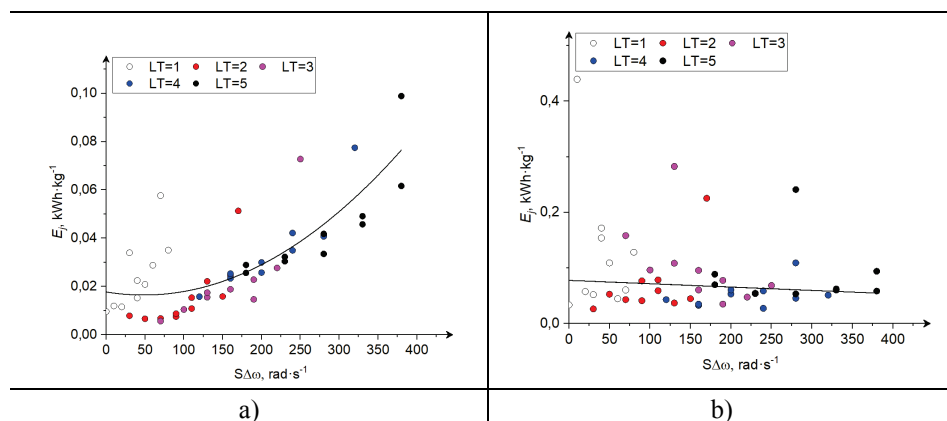 LT=1 LT=2 LT=3
LT=4 LT=5
0,10
0,08
0,06
0,04
0,02
0,00
E_j, kWh·kg⁻¹
0 50 100 150 200 250 300 350 400
SΔω, rad·s⁻¹
a)
LT=1 LT=2 LT=3
LT=4 LT=5
0,4
0,2
0,0
E_j, kWh·kg⁻¹
0 50 100 150 200 250 300 350 400
SΔω, rad·s⁻¹
b)